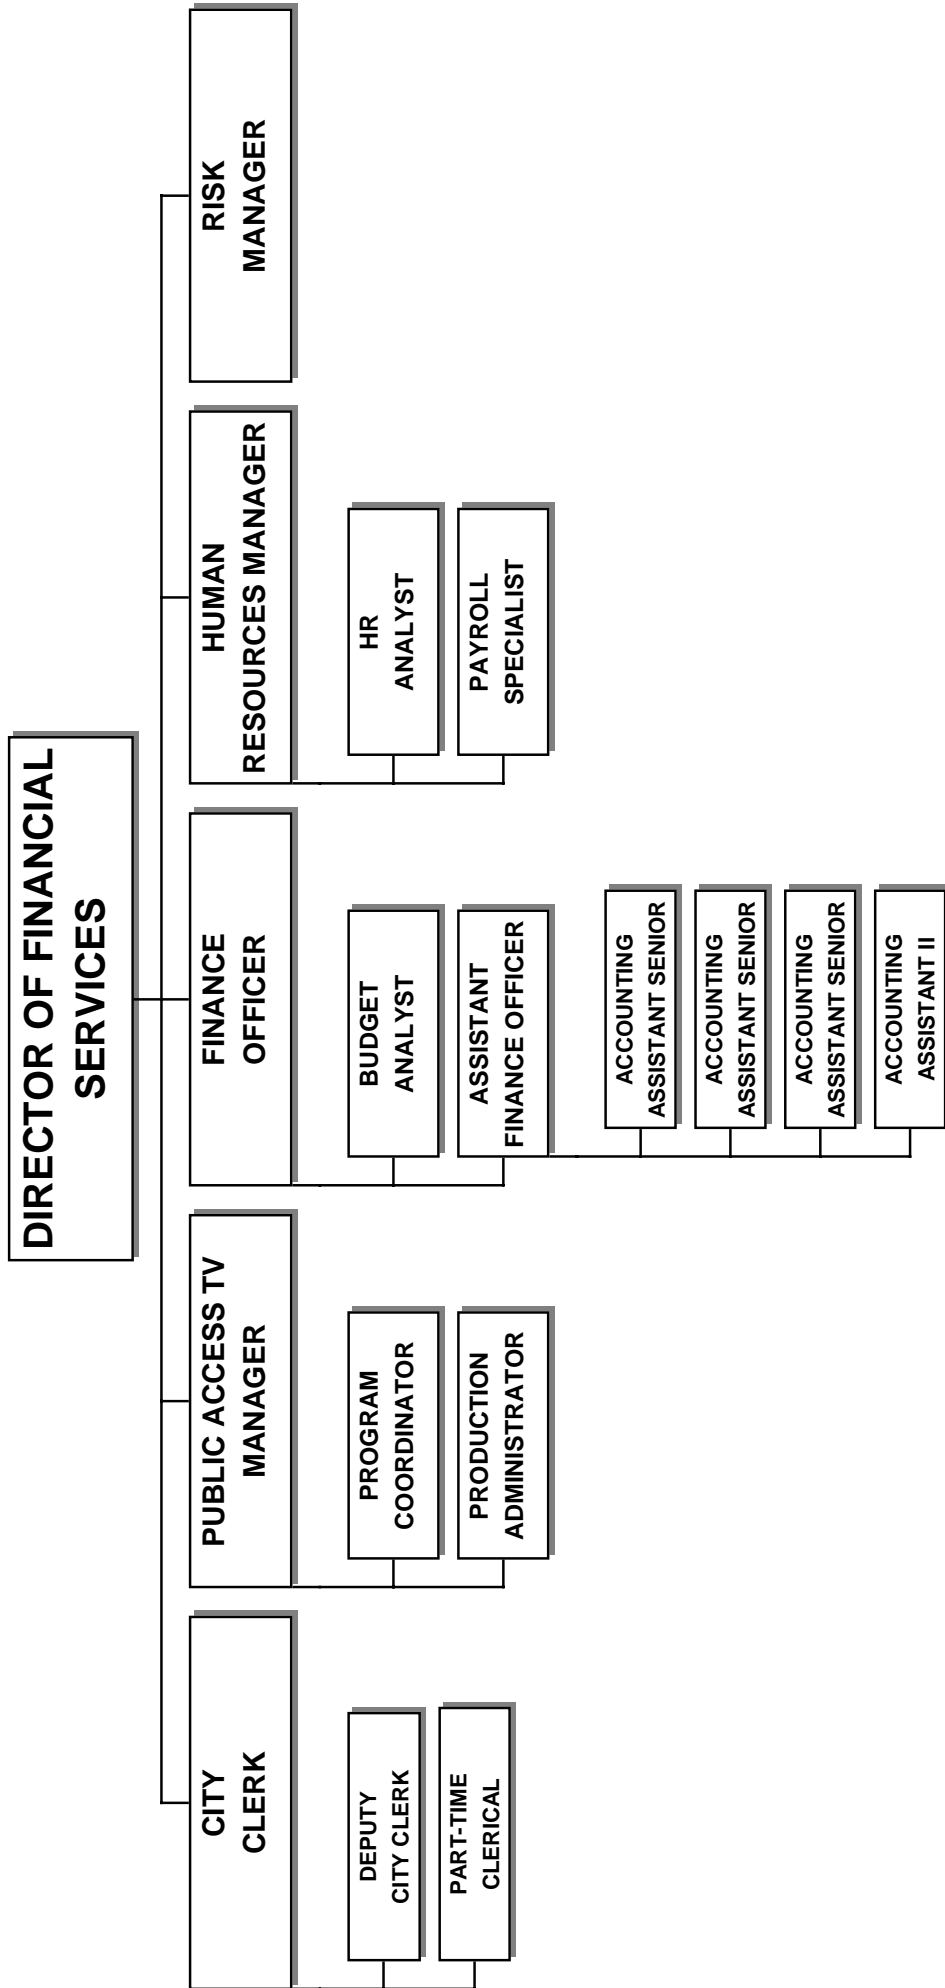 DIRECTOR OF FINANCIAL
SERVICES
CITY
CLERK
PUBLIC ACCESS TV
MANAGER
FINANCE
OFFICER
HUMAN
RESOURCES MANAGER
RISK
MANAGER
DEPUTY
CITY CLERK
PART-TIME
CLERICAL
PROGRAM
COORDINATOR
PRODUCTION
ADMINISTRATOR
BUDGET
ANALYST
ASSISTANT
FINANCE OFFICER
ACCOUNTING
ASSISTANT SENIOR
ACCOUNTING
ASSISTANT SENIOR
ACCOUNTING
ASSISTANT SENIOR
ACCOUNTING
ASSISTANT II
HR
ANALYST
PAYROLL
SPECIALIST